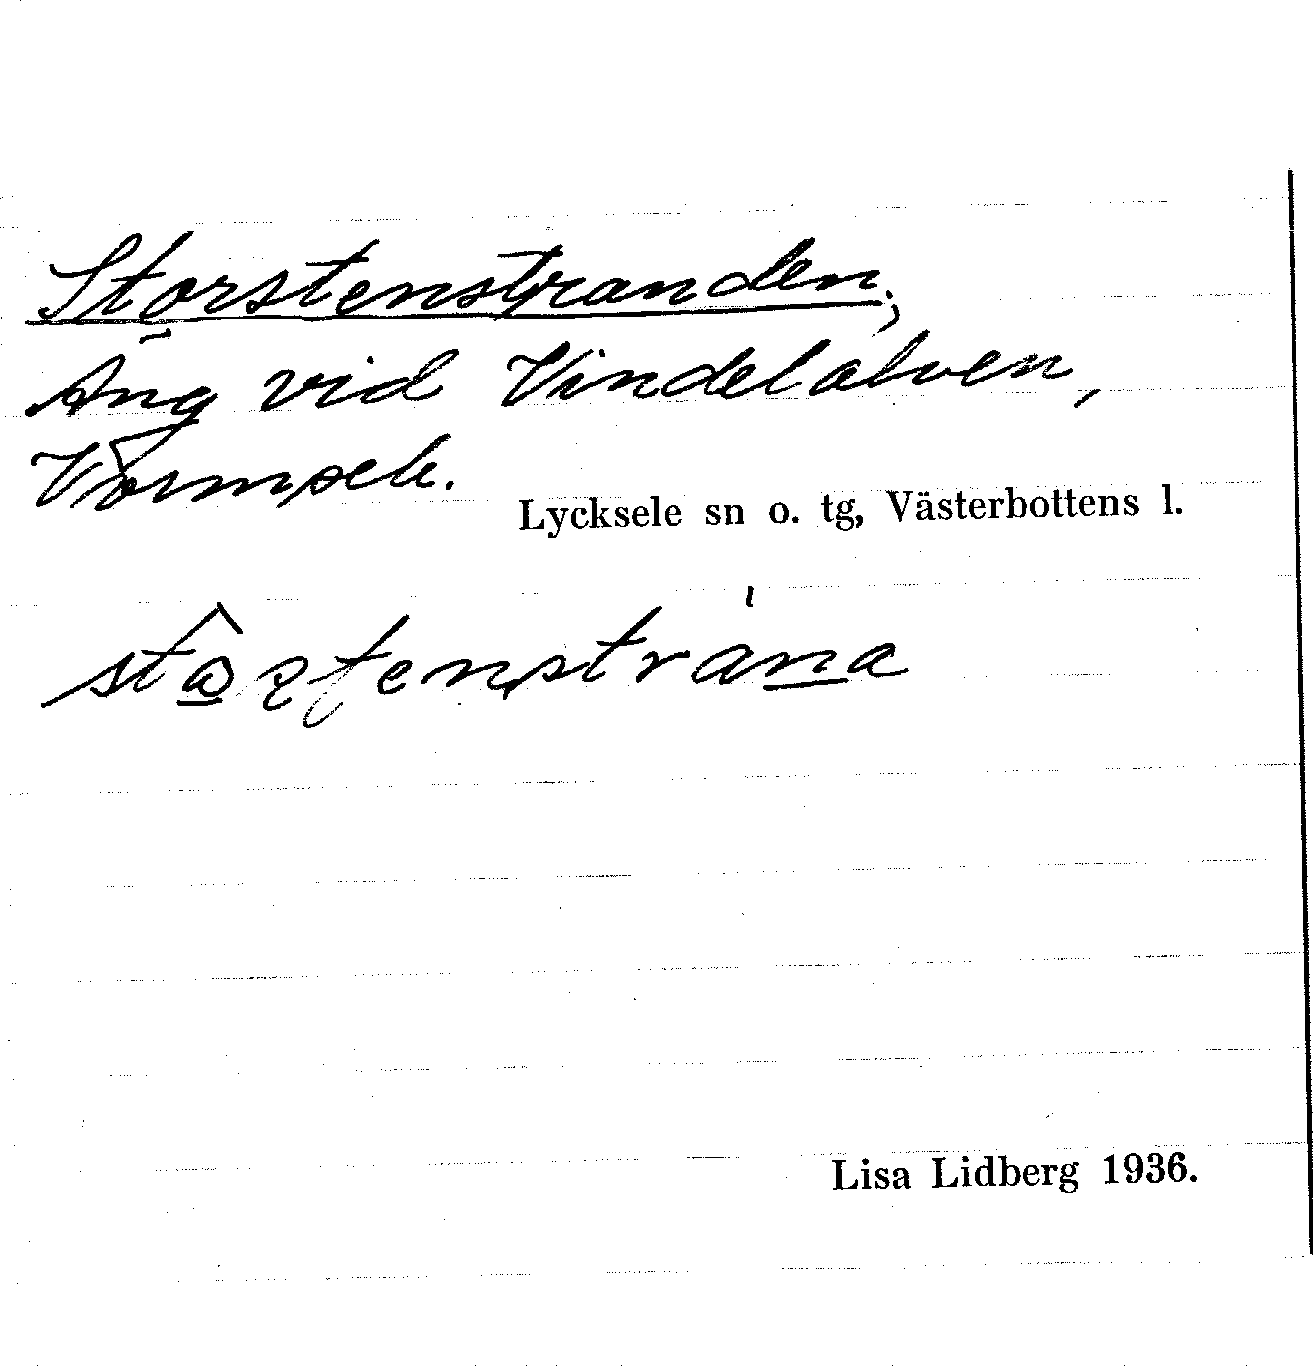 Storstenstranden;
Äng vid Vindelälven,
Vormsele.
Lycksele sn o. tg, Västerbottens l.
Lisa Lidberg 1936.